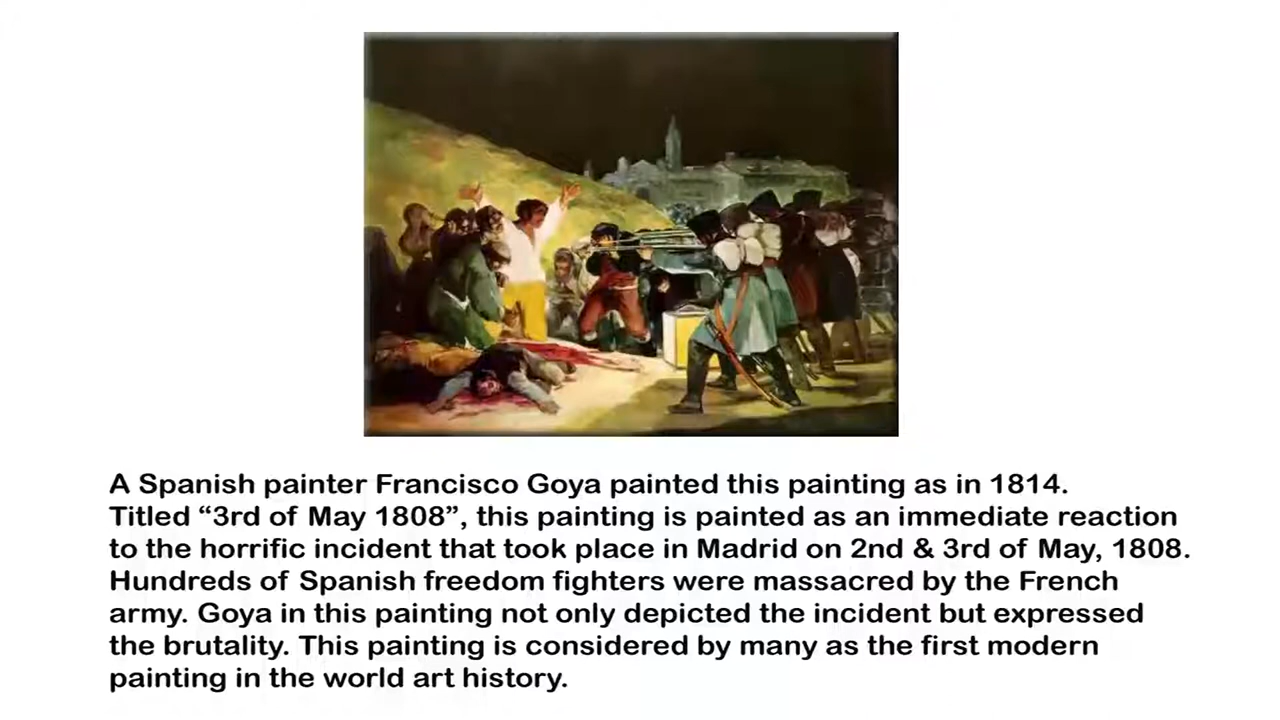 A Spanish painter Francisco Goya painted this painting as in 1814.
Titled “3rd of May 1808”, this painting is painted as an immediate reaction
to the horrific incident that took place in Madrid on 2nd & 3rd of May, 1808.
Hundreds of Spanish freedom fighters were massacred by the French
army. Goya in this painting not only depicted the incident but expressed
the brutality. This painting is considered by many as the first modern
painting in the world art history.